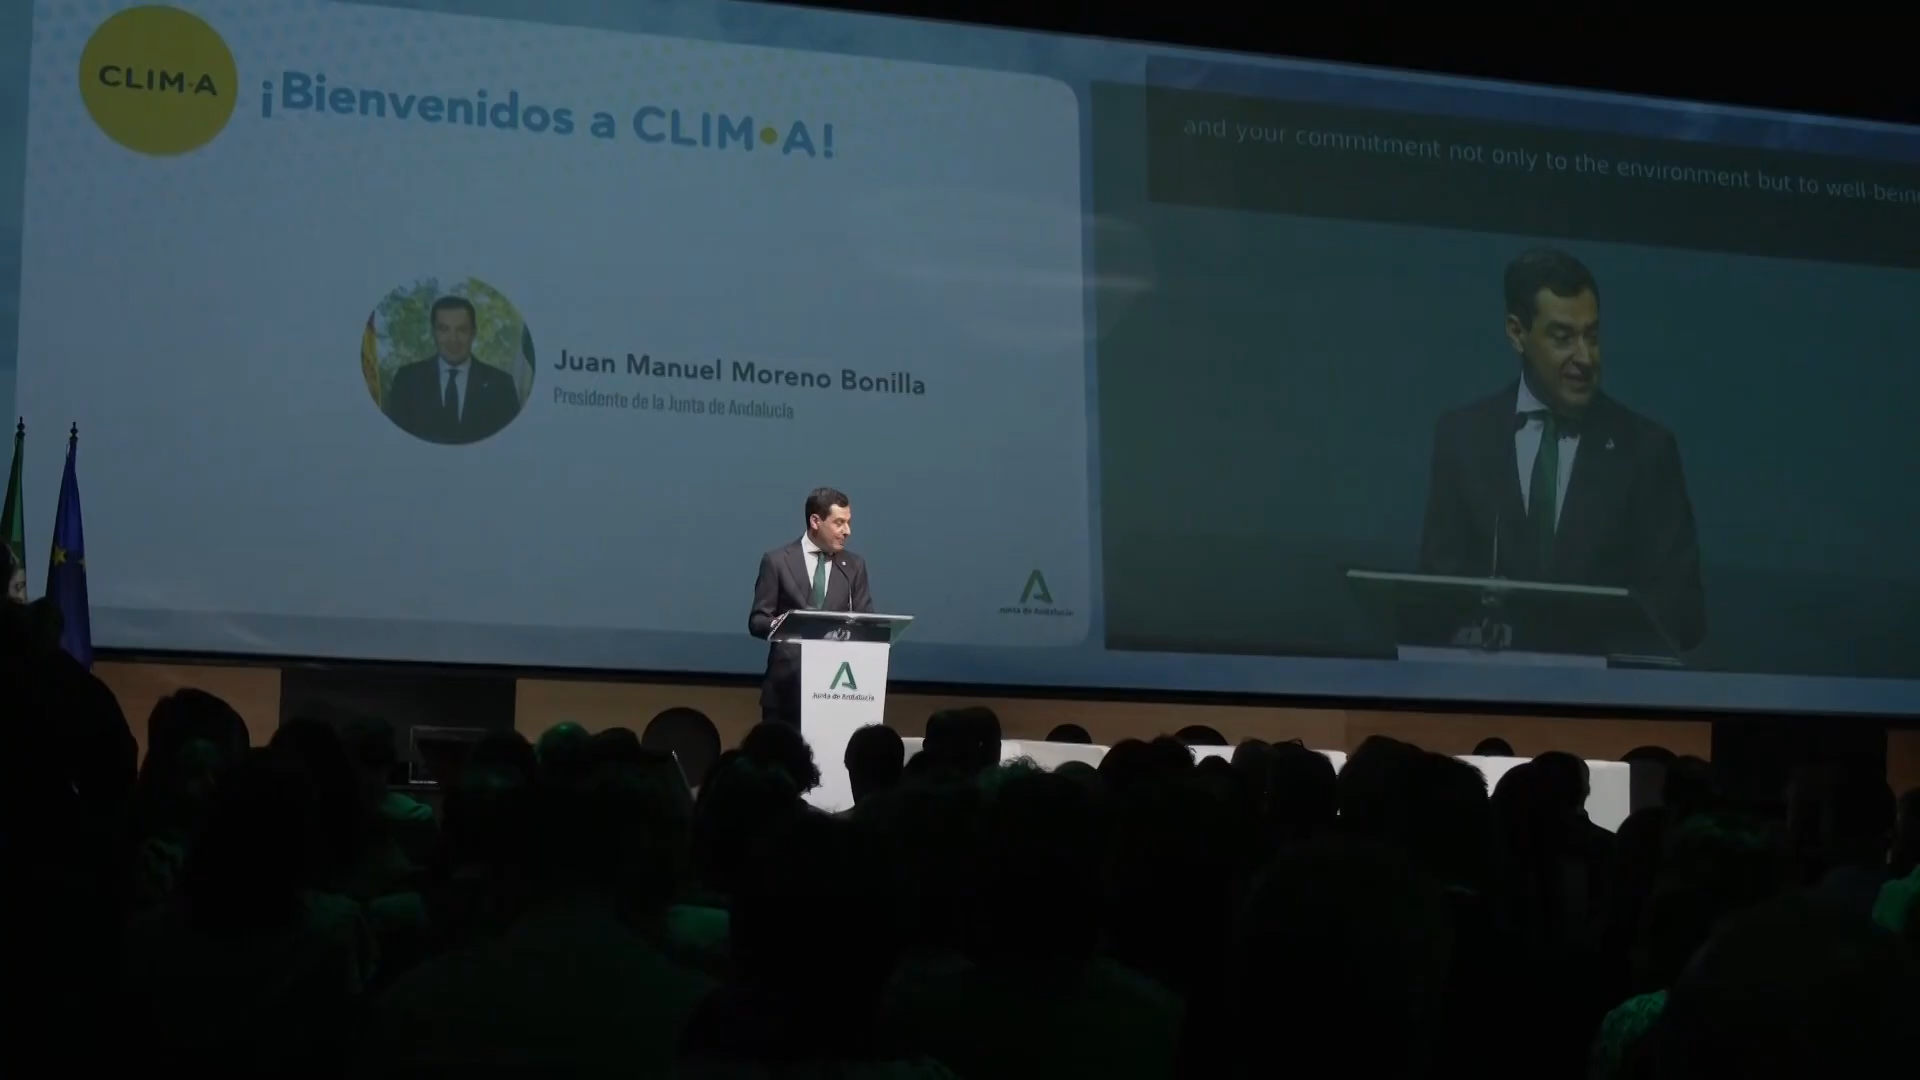 CLIM·A
¡Bienvenidos a CLIM•A!
and your commitment not only to the environment but to well-being
Juan Manuel Moreno Bonilla
Presidente de la Junta de Andalucía
Junta de Andalucía
Junta de Andalucía